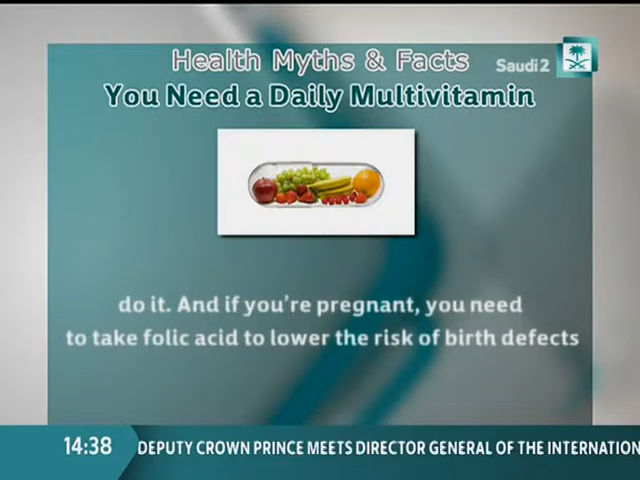 Health Myths & Facts
Saudi2
You Need a Daily Multivitamin
do it. And if you're pregnant, you need
to take folic acid to lower the risk of birth defects
14:38
DEPUTY CROWN PRINCE MEETS DIRECTOR GENERAL OF THE INTERNATION